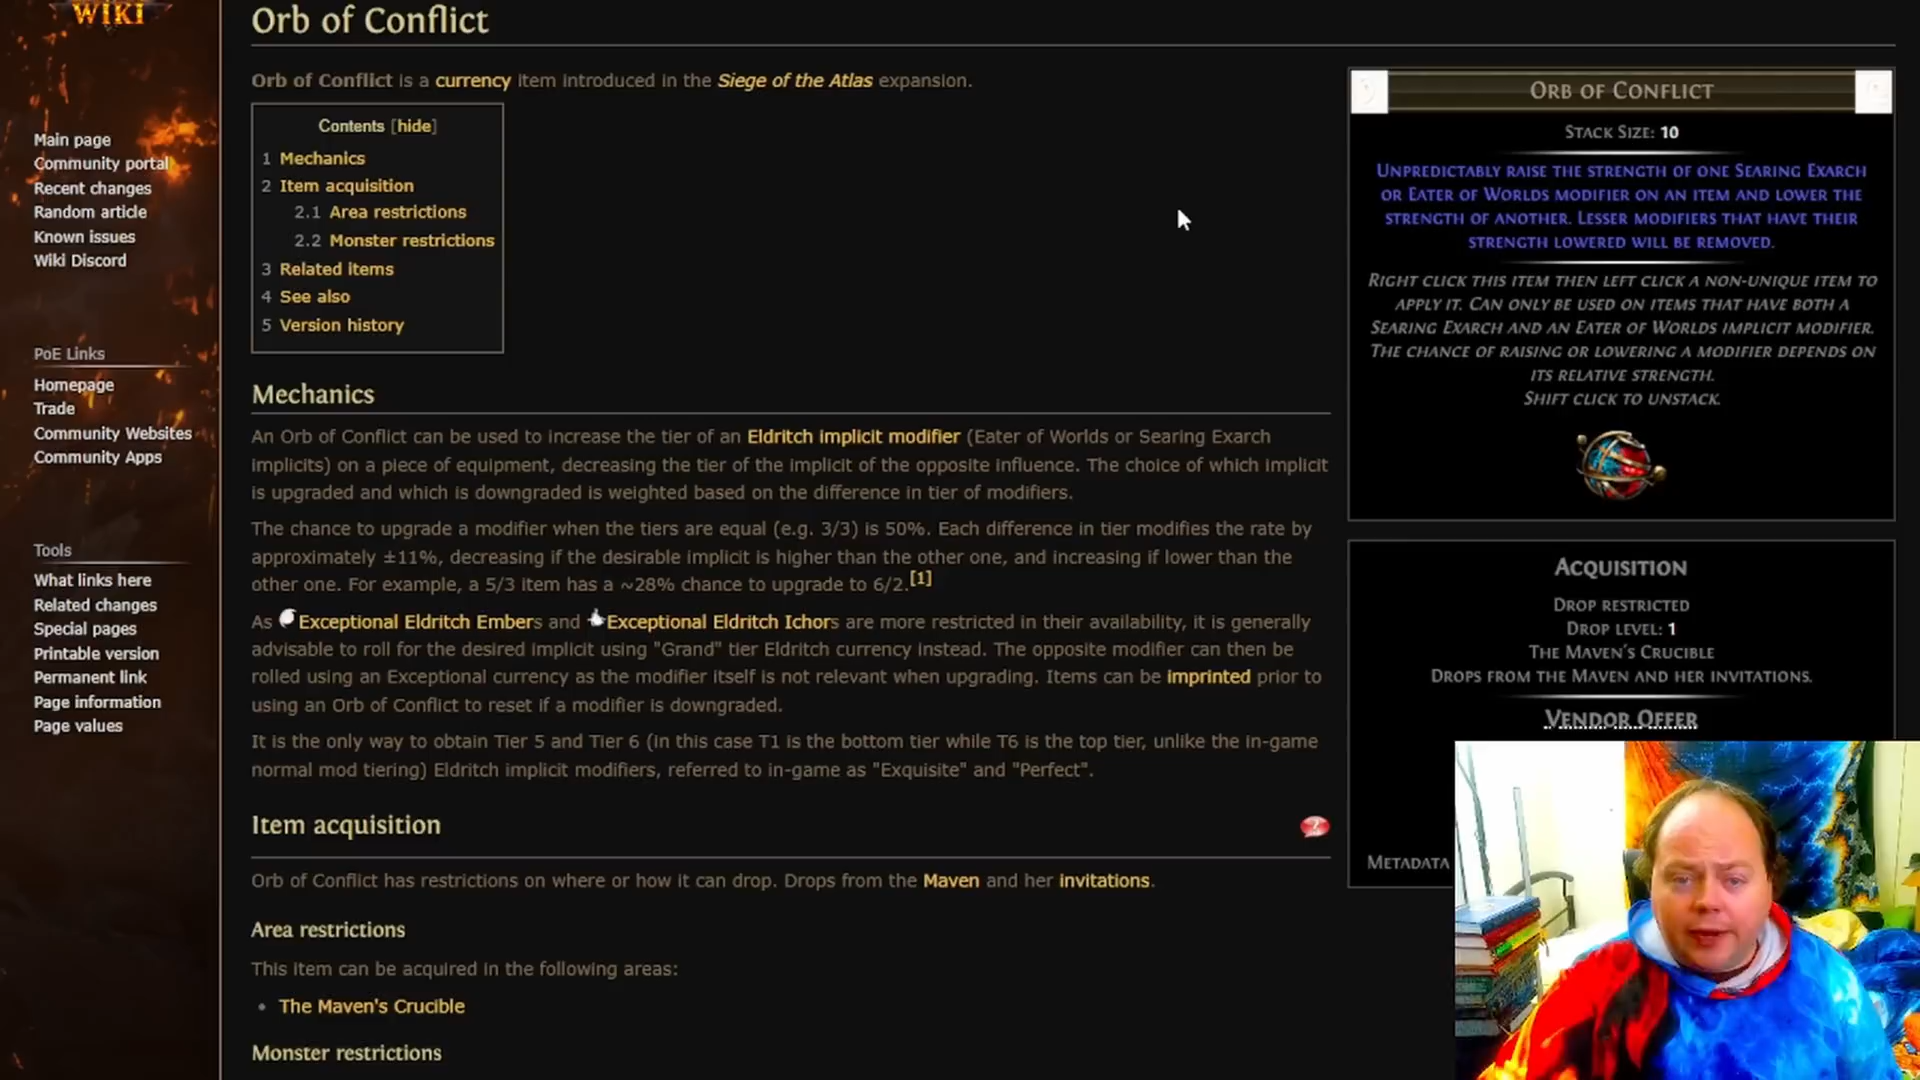 WIKI
Main page
Community portal
Recent changes
Random article
Known issues
Wiki Discord
PoE Links
Homepage
Trade
Community Websites
Community Apps
Tools
What links here
Related changes
Special pages
Printable version
Permanent link
Page information
Page values
Orb of Conflict
Orb of Conflict is a currency item introduced in the Siege of the Atlas expansion.
Contents [hide]
1 Mechanics
2 Item acquisition
2.1 Area restrictions
2.2 Monster restrictions
3 Related items
4 See also
5 Version history
Mechanics
An Orb of Conflict can be used to increase the tier of an Eldritch implicit modifier (Eater of Worlds or Searing Exarch
implicits) on a piece of equipment, decreasing the tier of the implicit of the opposite influence. The choice of which implicit
is upgraded and which is downgraded is weighted based on the difference in tier of modifiers.
The chance to upgrade a modifier when the tiers are equal (e.g. 3/3) is 50%. Each difference in tier modifies the rate by
approximately ±11%, decreasing if the desirable implicit is higher than the other one, and increasing if lower than the
other one. For example, a 5/3 item has a ~28% chance to upgrade to 6/2.[1]
As Exceptional Eldritch Embers and Exceptional Eldritch Ichors are more restricted in their availability, it is generally
advisable to roll for the desired implicit using "Grand" tier Eldritch currency instead. The opposite modifier can then be
rolled using an Exceptional currency as the modifier itself is not relevant when upgrading. Items can be imprinted prior to
using an Orb of Conflict to reset if a modifier is downgraded.
It is the only way to obtain Tier 5 and Tier 6 (in this case T1 is the bottom tier while T6 is the top tier, unlike the in-game
normal mod tiering) Eldritch implicit modifiers, referred to in-game as "Exquisite" and "Perfect".
Item acquisition
Orb of Conflict has restrictions on where or how it can drop. Drops from the Maven and her invitations.
Area restrictions
This item can be acquired in the following areas:
• The Maven's Crucible
Monster restrictions
Orb of Conflict
Stack Size: 10
Unpredictably raise the strength of one Searing Exarch
or Eater of Worlds modifier on an item and lower the
strength of another. Lesser modifiers that have their
strength lowered will be removed.
Right click this item then left click a non-unique item to
apply it. Can only be used on items that have both a
Searing Exarch and an Eater of Worlds implicit modifier.
The chance of raising or lowering a modifier depends on
its relative strength.
Shift click to unstack.
Acquisition
Drop restricted
Drop level: 1
The Maven's Crucible
Drops from the Maven and her invitations.
Vendor Offer
Metadata